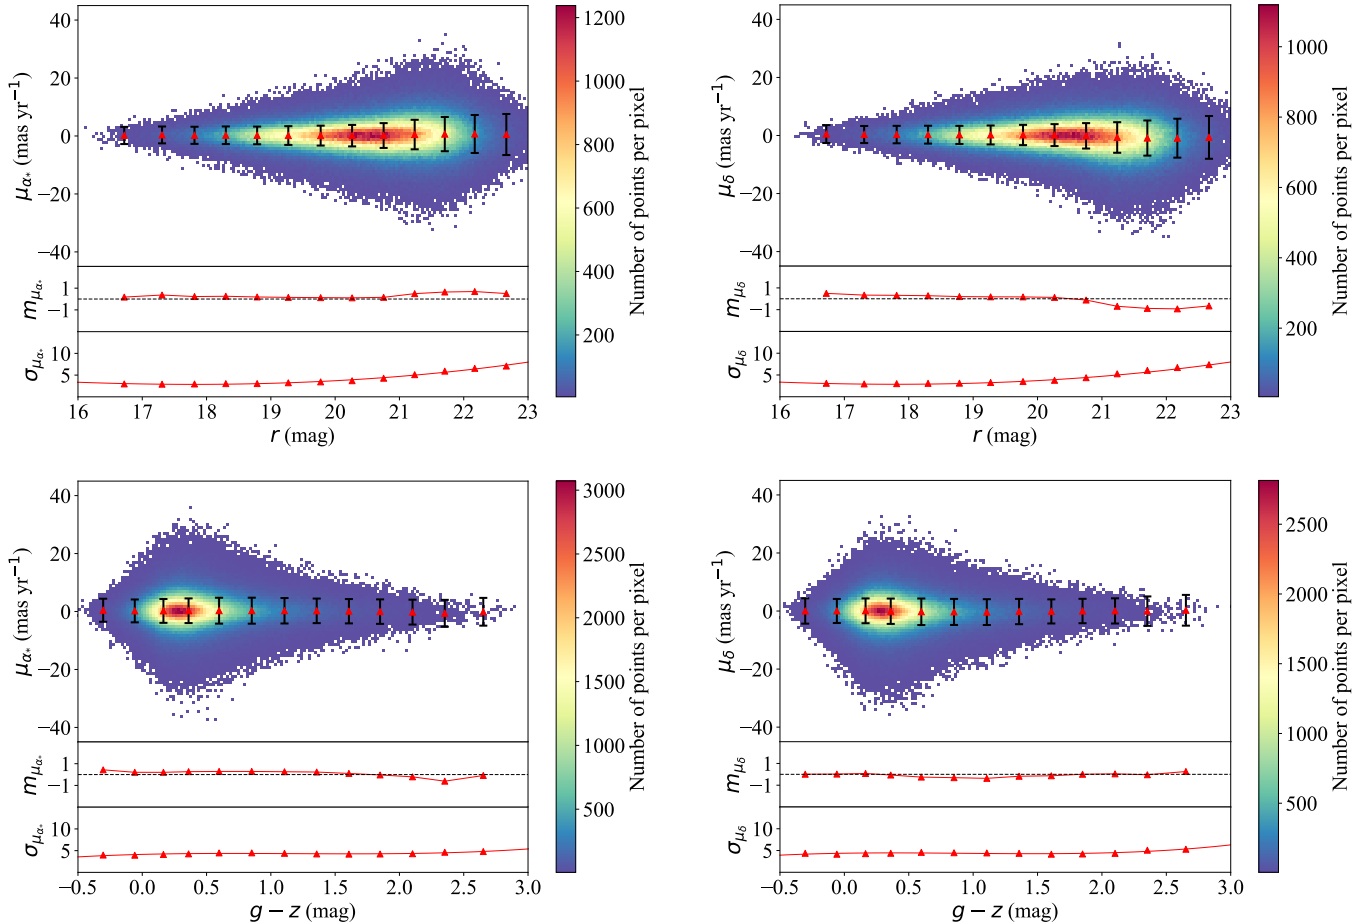 μα* (mas yr−1)
40
20
0
−20
−40
mμα*
1
−1
σμα*
10
5
16 17 18 19 20 21 22 23
r (mag)
1200
1000
800
600
400
200
Number of points per pixel
μδ (mas yr−1)
40
20
0
−20
−40
mμδ
1
−1
σμδ
10
5
16 17 18 19 20 21 22 23
r (mag)
1000
800
600
400
200
Number of points per pixel
μα* (mas yr−1)
40
20
0
−20
−40
mμα*
1
−1
σμα*
10
5
−0.5 0.0 0.5 1.0 1.5 2.0 2.5 3.0
g − z (mag)
3000
2500
2000
1500
1000
500
Number of points per pixel
μδ (mas yr−1)
40
20
0
−20
−40
mμδ
1
−1
σμδ
10
5
−0.5 0.0 0.5 1.0 1.5 2.0 2.5 3.0
g − z (mag)
2500
2000
1500
1000
500
Number of points per pixel